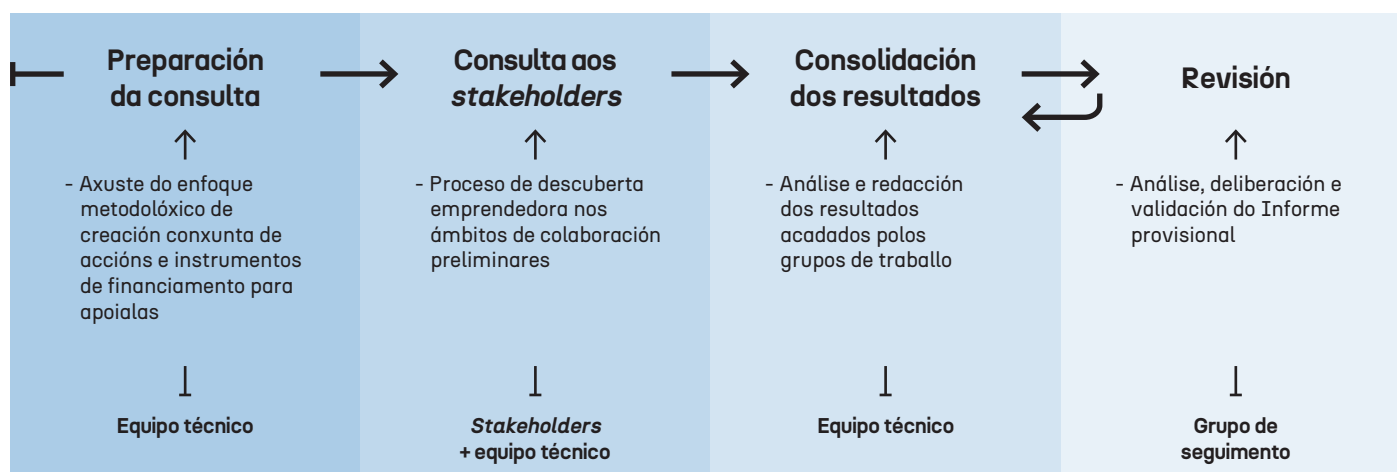 Preparación
da consulta
- Axuste do enfoque
metodolóxico de
creación conxunta de
accións e instrumentos
de financiamento para
apoialas
Equipo técnico
Consulta aos
stakeholders
- Proceso de descuberta
emprendedora nos
ámbitos de colaboración
preliminares
Stakeholders
+ equipo técnico
Consolidación
dos resultados
- Análise e redacción
dos resultados
acadados polos
grupos de traballo
Equipo técnico
Revisión
- Análise, deliberación e
validación do Informe
provisional
Grupo de
seguimento